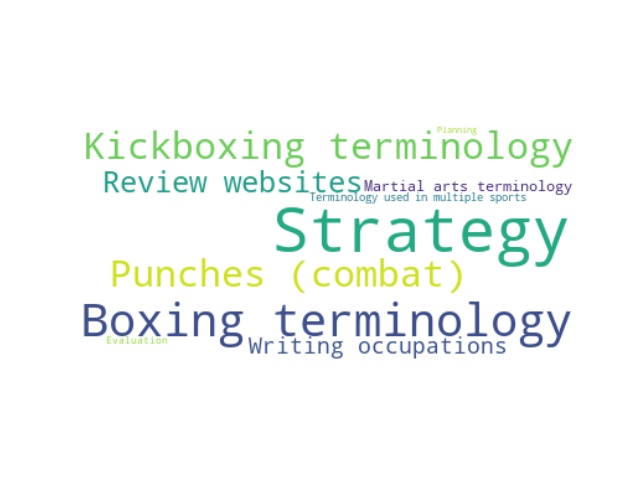 Planning
Kickboxing terminology
Review websites
Martial arts terminology
Terminology used in multiple sports
Strategy
Punches (combat)
Boxing terminology
Evaluation
Writing occupations